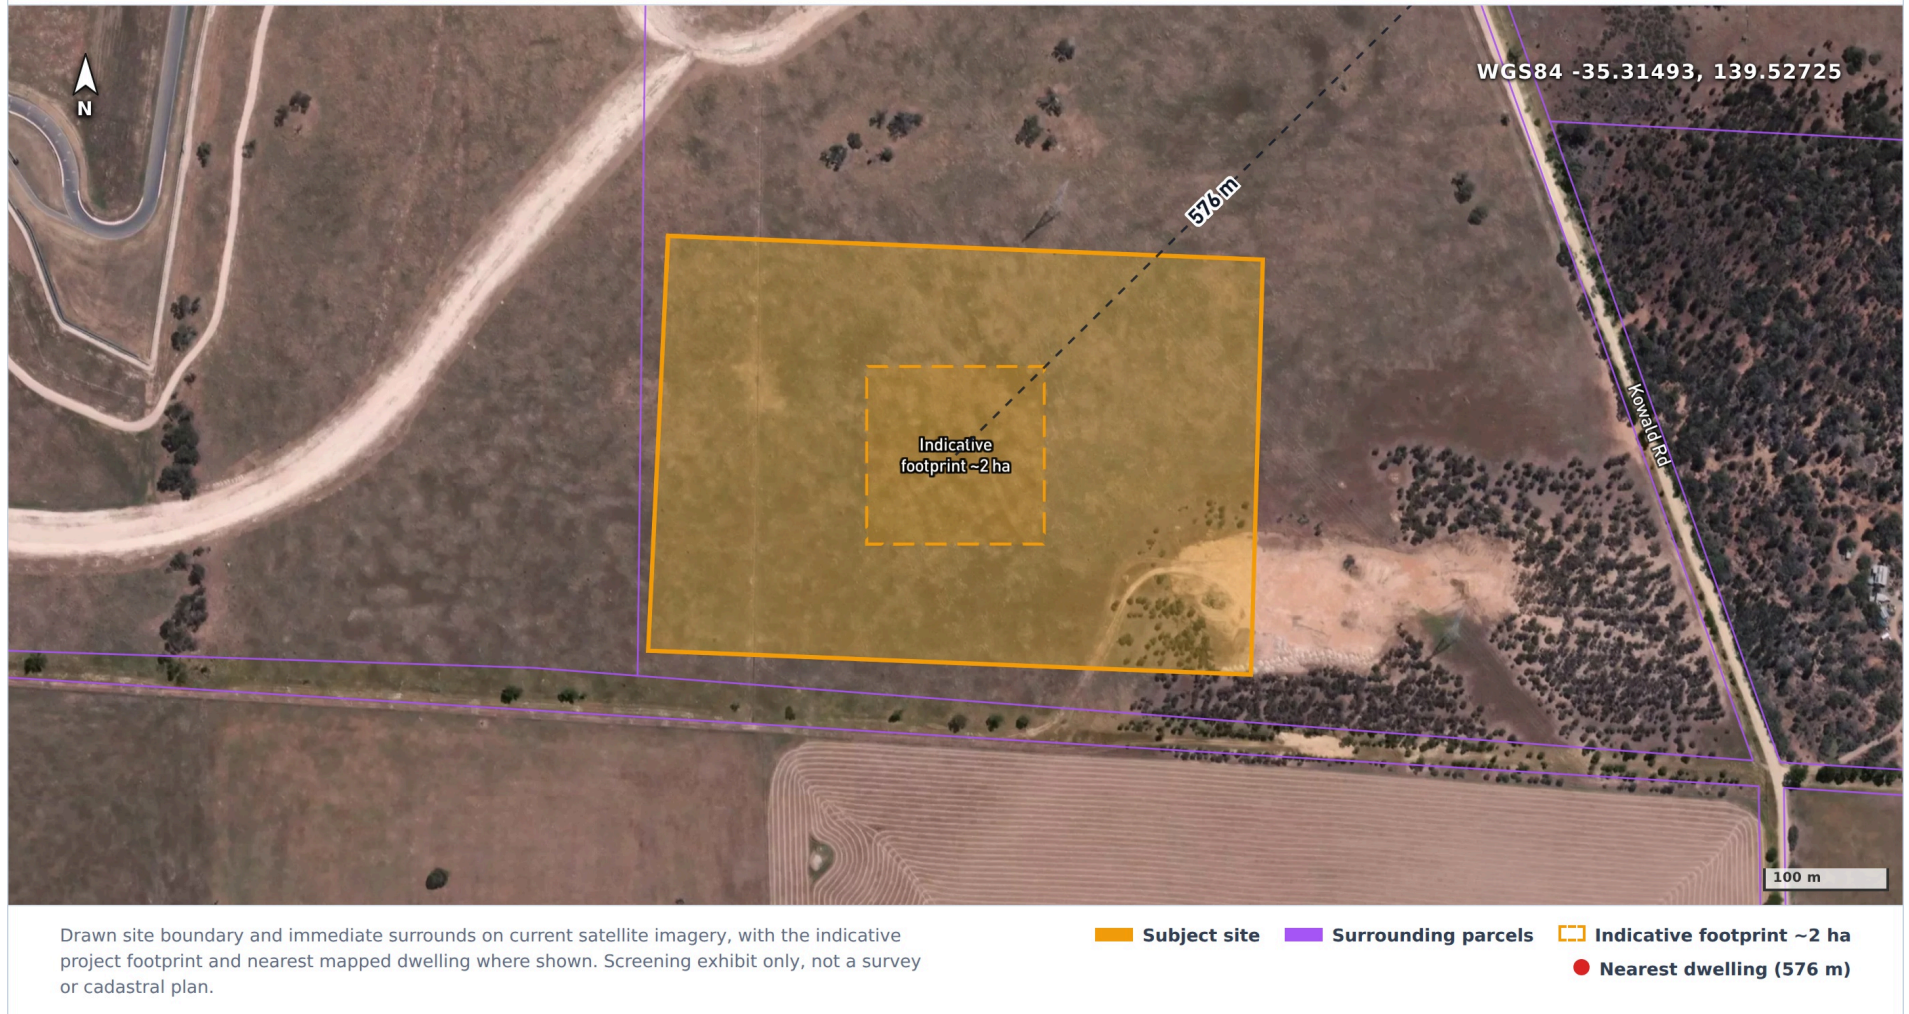 N
WGS84 -35.31493, 139.52725
576 m
Indicative
footprint ~2 ha
Kowald Rd
100 m
Drawn site boundary and immediate surrounds on current satellite imagery, with the indicative
project footprint and nearest mapped dwelling where shown. Screening exhibit only, not a survey
or cadastral plan.
Subject site
Surrounding parcels
Indicative footprint ~2 ha
Nearest dwelling (576 m)